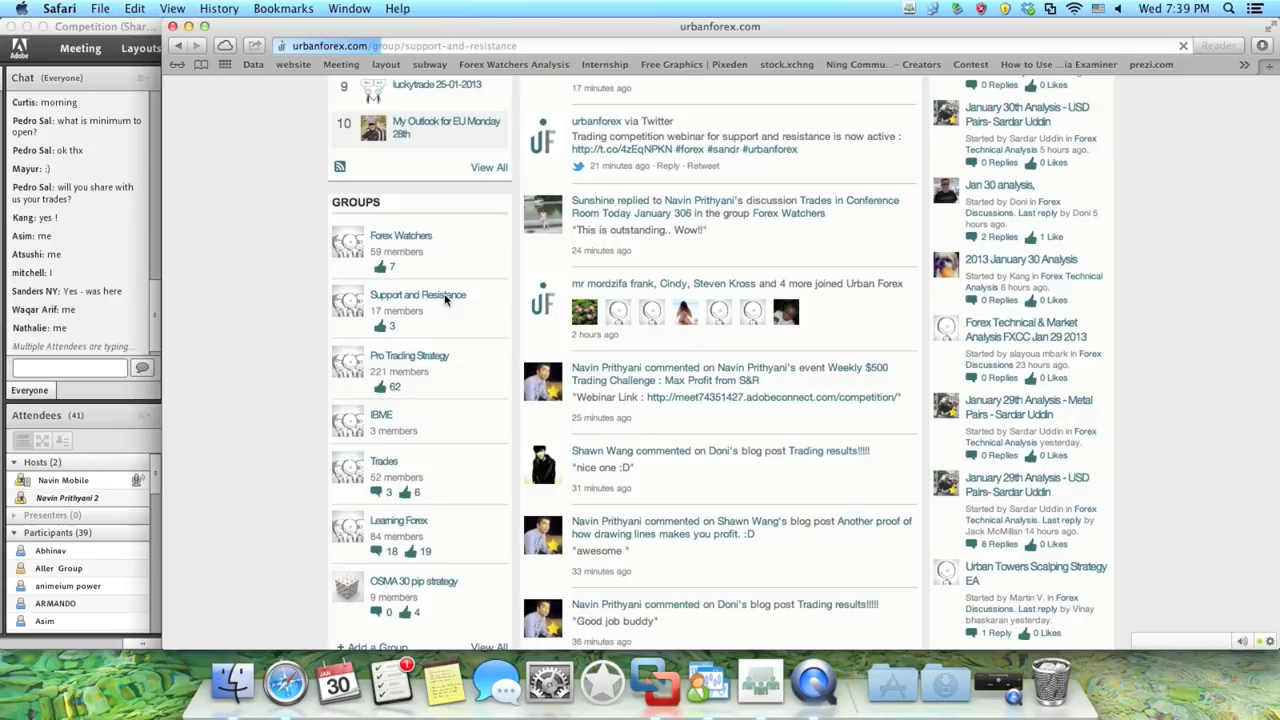 Safari File Edit View History Bookmarks Window Help
Wed 7:39 PM
Competition (Shar...
urbanforex.com
Adobe
Meeting Layouts
urbanforex.com/group/support-and-resistance
Reader
Data website Meeting layout subway Forex Watchers Analysis Internship Free Graphics | Pixeden stock.xchng Ning Commu...- Creators Contest How to Use ...ia Examiner prezi.com
Chat (Everyone)
Curtis: morning
Pedro Sal: what is minimum to
open?
Pedro Sal: ok thx
Mayur: :)
Pedro Sal: will you share with
us your trades?
Kang: yes !
Asim: me
Atsushi: me
mitchell: I
Sanders NY: Yes - was here
Waqar Arif: me
Nathalie: me
Multiple Attendees are typing...
Everyone
Attendees (41)
Hosts (2)
Navin Mobile
Navin Prithyani 2
Presenters (0)
Participants (39)
Abhinav
Aller Group
animeium power
ARMANDO
Asim
9
luckytrade 25-01-2013
10
My Outlook for EU Monday
28th
View All
GROUPS
Forex Watchers
59 members
7
Support and Resistance
17 members
3
Pro Trading Strategy
221 members
62
IBME
3 members
Trades
52 members
3 6
Learning Forex
84 members
18 19
OSMA 30 pip strategy
9 members
0 4
+ Add a Group View All
17 minutes ago
urbanforex via Twitter
Trading competition webinar for support and resistance is now active :
http://t.co/4zEqNPKN #forex #sandr #urbanforex
21 minutes ago · Reply · Retweet
Sunshine replied to Navin Prithyani's discussion Trades in Conference
Room Today January 306 in the group Forex Watchers
"This is outstanding.. Wow!!"
24 minutes ago
mr mordzifa frank, Cindy, Steven Kross and 4 more joined Urban Forex
2 hours ago
Navin Prithyani commented on Navin Prithyani's event Weekly $500
Trading Challenge : Max Profit from S&R
"Webinar Link : http://meet74351427.adobeconnect.com/competition/"
25 minutes ago
Shawn Wang commented on Doni's blog post Trading results!!!!!
"nice one :D"
31 minutes ago
Navin Prithyani commented on Shawn Wang's blog post Another proof of
how drawing lines makes you profit. :D
"awesome "
33 minutes ago
Navin Prithyani commented on Doni's blog post Trading results!!!!!
"Good job buddy"
36 minutes ago
0 Replies 0 Likes
January 30th Analysis - USD
Pairs- Sardar Uddin
Started by Sardar Uddin in Forex
Technical Analysis 5 hours ago.
0 Replies 0 Likes
Jan 30 analysis,
Started by Doni in Forex
Discussions. Last reply by Doni 5
hours ago.
2 Replies 1 Like
2013 January 30 Analysis
Started by Kang in Forex Technical
Analysis 6 hours ago.
0 Replies 0 Likes
Forex Technical & Market
Analysis FXCC Jan 29 2013
Started by alayoua mbark in Forex
Discussions 23 hours ago.
0 Replies 0 Likes
January 29th Analysis - Metal
Pairs - Sardar Uddin
Started by Sardar Uddin in Forex
Technical Analysis yesterday.
0 Replies 0 Likes
January 29th Analysis - USD
Pairs- Sardar Uddin
Started by Sardar Uddin in Forex
Technical Analysis. Last reply by
Jack McMillan 14 hours ago.
8 Replies 0 Likes
Urban Towers Scalping Strategy
EA
Started by Martin V. in Forex
Discussions. Last reply by Vinay
bhaskaran yesterday.
1 Reply 0 Likes
JAN
30
1